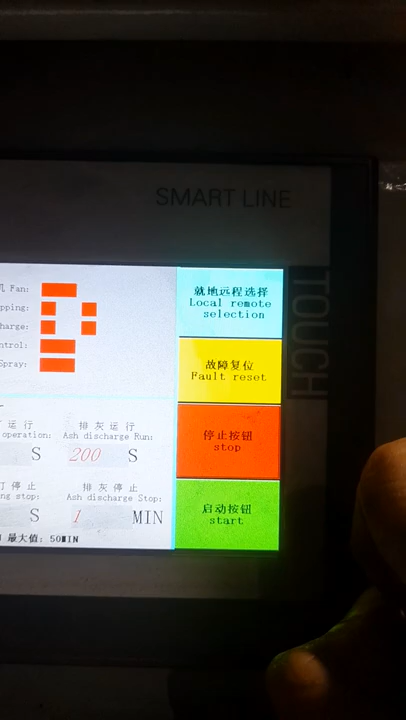 SMART LINE
TOUCH
机 Fan:
pping:
harge:
ntrol:
Spray:
就地远程选择
Local remote
selection
故障复位
Fault reset
停止按钮
stop
启动按钮
start
运行
operation:
S
排灰运行
Ash discharge Run:
200 S
打停止
ng stop:
S
排灰停止
Ash discharge Stop:
1 MIN
最大值: 50MIN